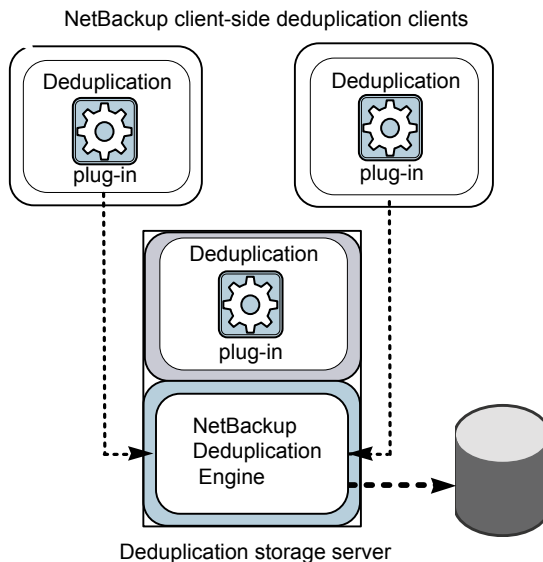 NetBackup client-side deduplication clients
Deduplication
plug-in
Deduplication
plug-in
Deduplication
plug-in
NetBackup
Deduplication
Engine
Deduplication storage server